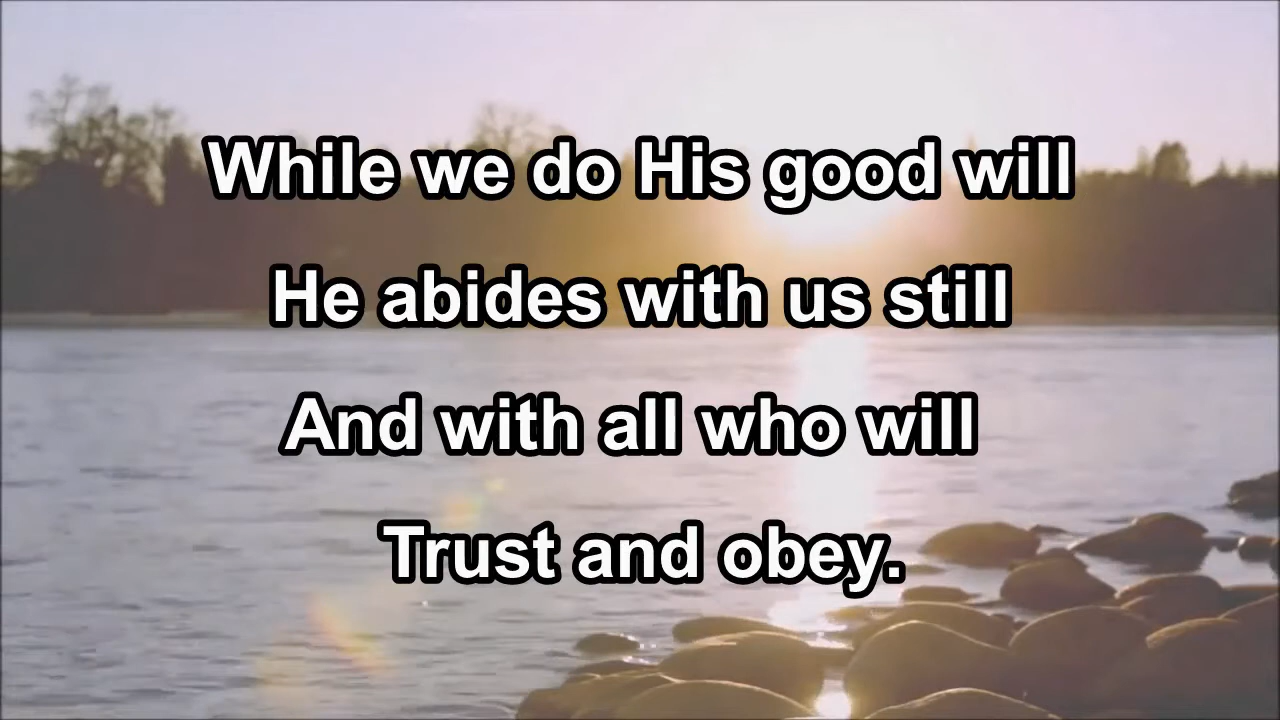 While we do His good will
He abides with us still
And with all who will
Trust and obey.